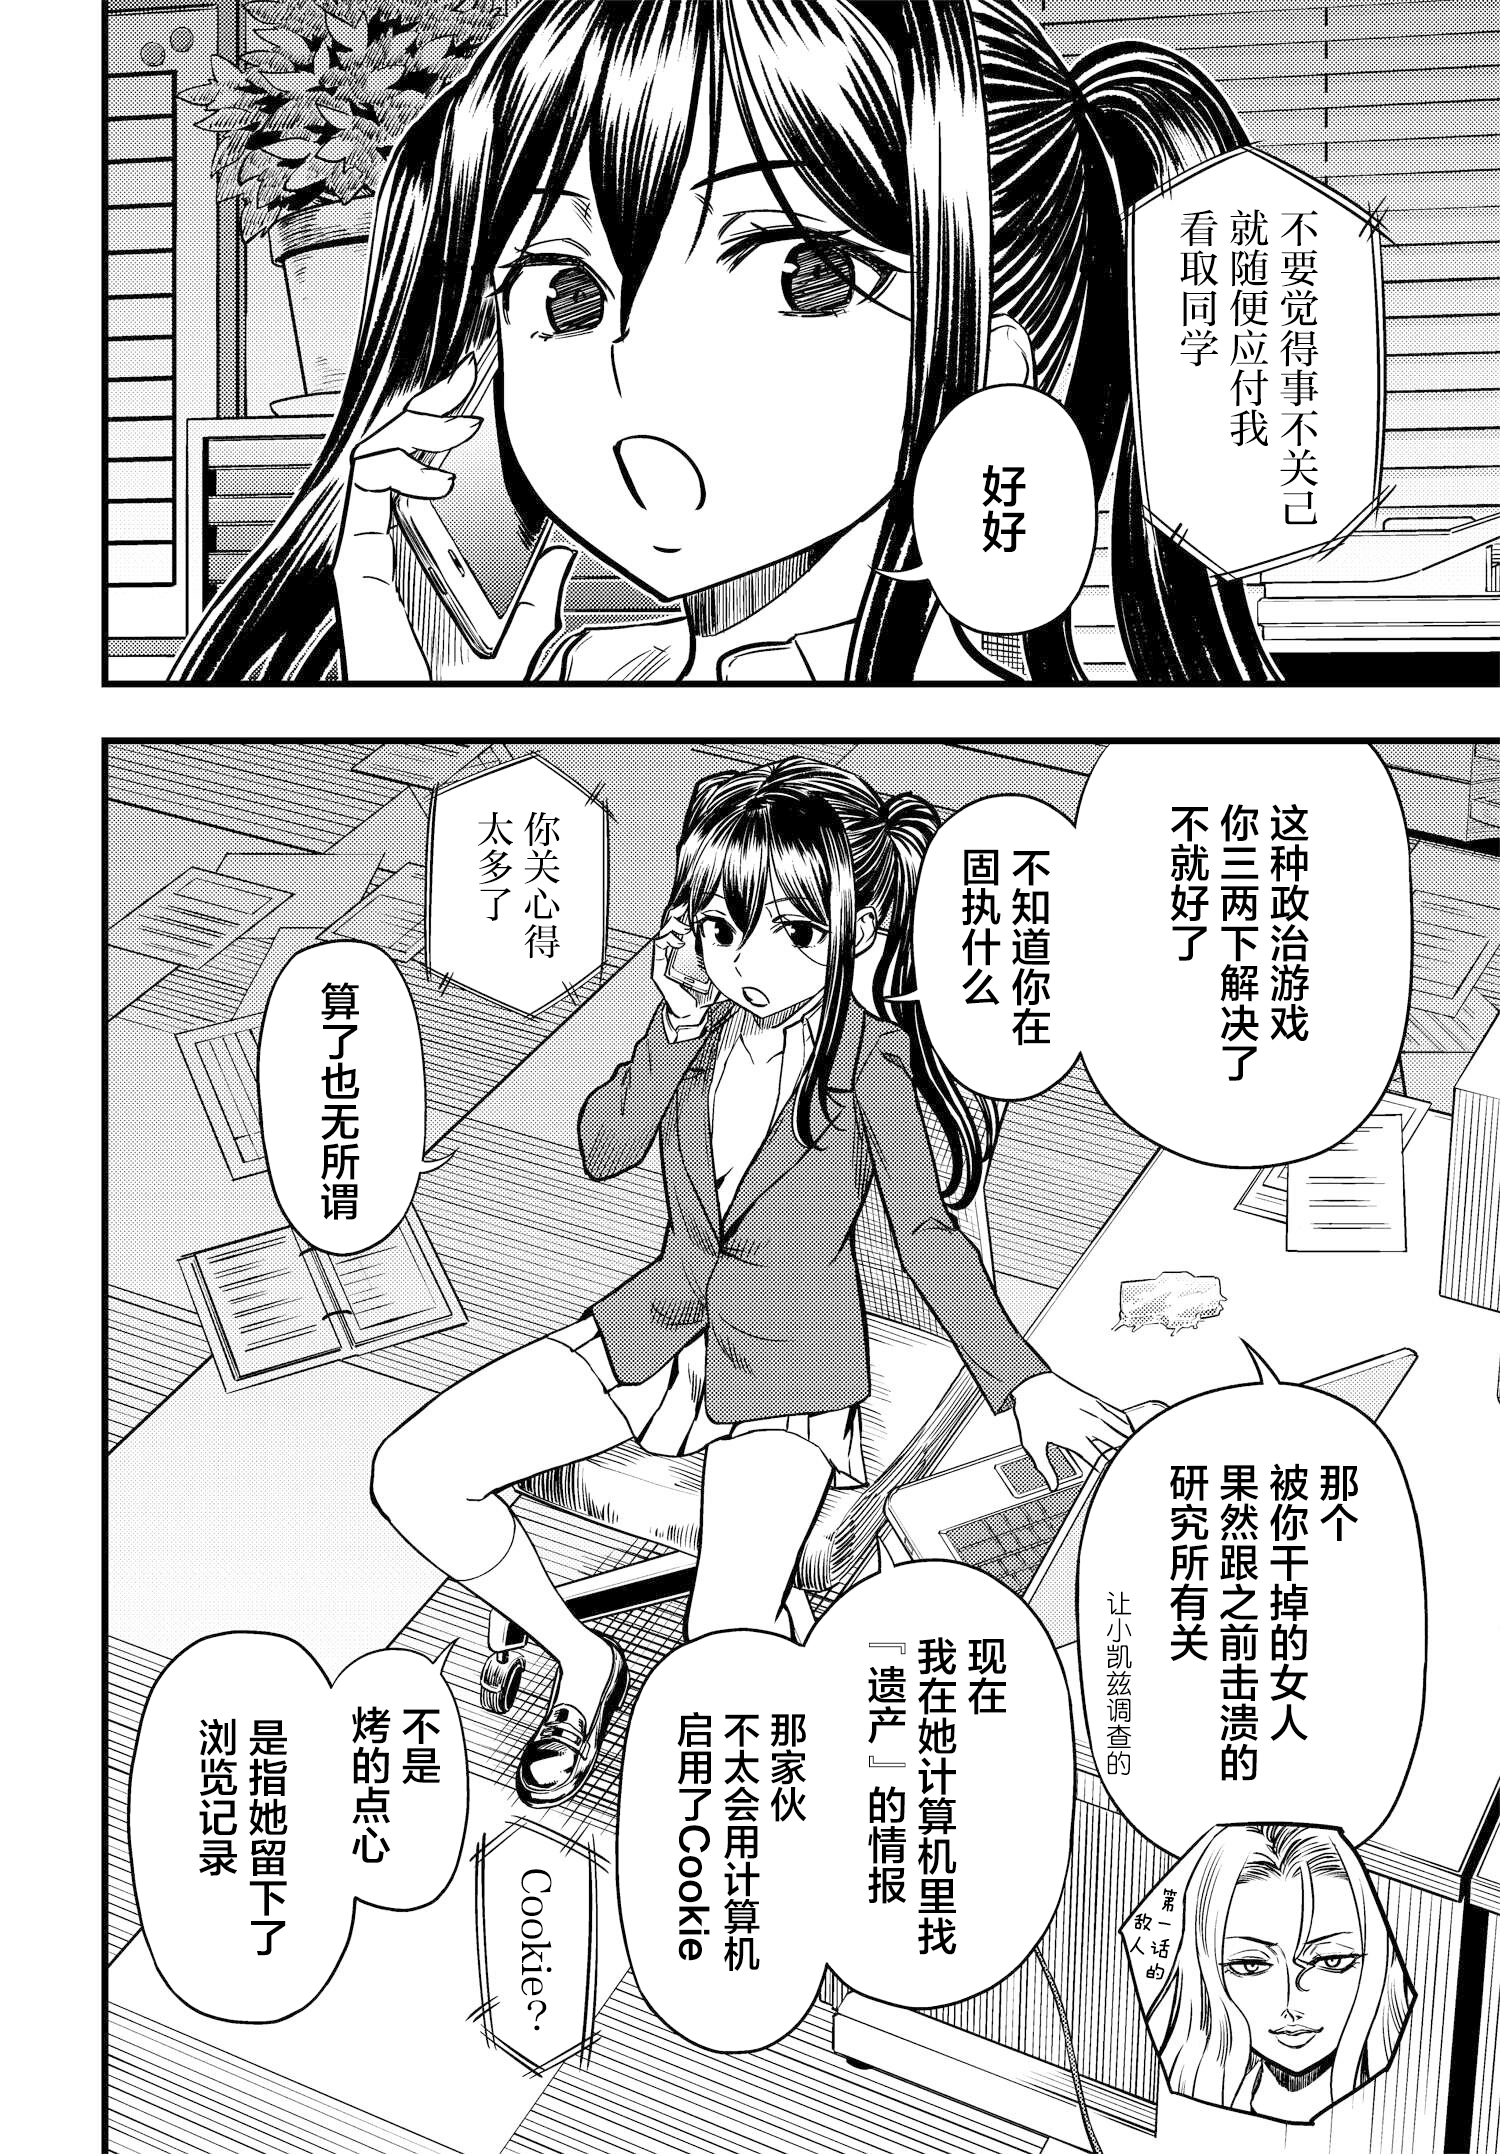 不要觉得事不关己
就随便应付我
看取同学
好好
这种政治游戏
你三两下解决了
不就好了
不知道你在
固执什么
你关心得
太多了
算了也无所谓
那个
被你干掉的女人
果然跟之前击溃的
研究所有关
让小凯兹调查的
第一话的
敌人
现在
我在她计算机里找
『遗产』的情报
那家伙
不太会用计算机
启用了Cookie
Cookie?
不是
烤的点心
是指她留下了
浏览记录